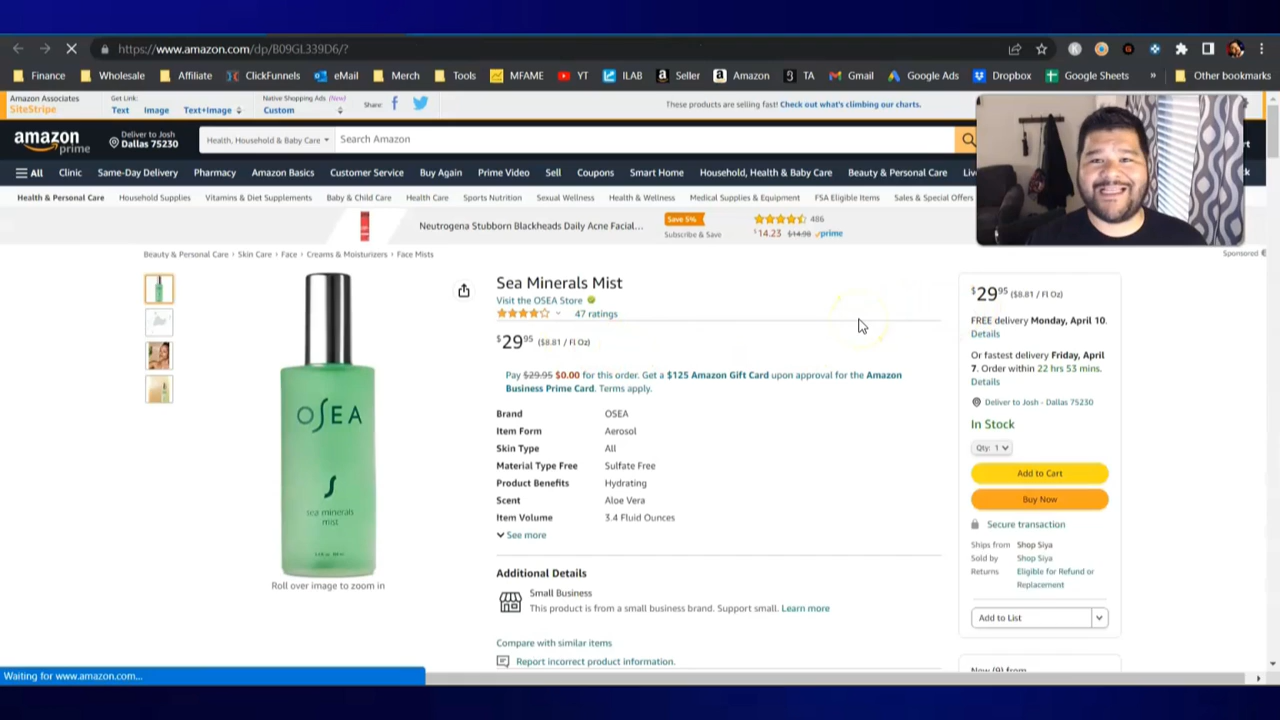 https://www.amazon.com/dp/B09GL339D6/?
Finance Wholesale Affiliate ClickFunnels eMail Merch Tools MFAME YT ILAB Seller Amazon TA Gmail Google Ads Dropbox Google Sheets » Other bookmarks
Amazon Associates
SiteStripe
Get Link:
Text Image Text+Image
Native Shopping Ads (New)
Custom
Share:
These products are selling fast! Check out what's climbing our charts.
amazon
prime
Deliver to Josh
Dallas 75230
Health, Household & Baby Care
Search Amazon
All Clinic Same-Day Delivery Pharmacy Amazon Basics Customer Service Buy Again Prime Video Sell Coupons Smart Home Household, Health & Baby Care Beauty & Personal Care
Health & Personal Care Household Supplies Vitamins & Diet Supplements Baby & Child Care Health Care Sports Nutrition Sexual Wellness Health & Wellness Medical Supplies & Equipment FSA Eligible Items Sales & Special Offers
Neutrogena Stubborn Blackheads Daily Acne Facial...
Save 5%
Subscribe & Save
486
$14.23 $14.98 prime
Sponsored
Beauty & Personal Care › Skin Care › Face › Creams & Moisturizers › Face Mists
OSEA
sea minerals
mist
Roll over image to zoom in
Sea Minerals Mist
Visit the OSEA Store
47 ratings
$29.95 ($8.81 / Fl Oz)
Pay $29.95 $0.00 for this order. Get a $125 Amazon Gift Card upon approval for the Amazon
Business Prime Card. Terms apply.
Brand OSEA
Item Form Aerosol
Skin Type All
Material Type Free Sulfate Free
Product Benefits Hydrating
Scent Aloe Vera
Item Volume 3.4 Fluid Ounces
See more
Additional Details
Small Business
This product is from a small business brand. Support small. Learn more
Compare with similar items
Report incorrect product information.
$29.95 ($8.81 / Fl Oz)
FREE delivery Monday, April 10.
Details
Or fastest delivery Friday, April
7. Order within 22 hrs 53 mins.
Details
Deliver to Josh - Dallas 75230
In Stock
Qty: 1
Add to Cart
Buy Now
Secure transaction
Ships from Shop Siya
Sold by Shop Siya
Returns Eligible for Refund or
Replacement
Add to List
New (9) from
Waiting for www.amazon.com...